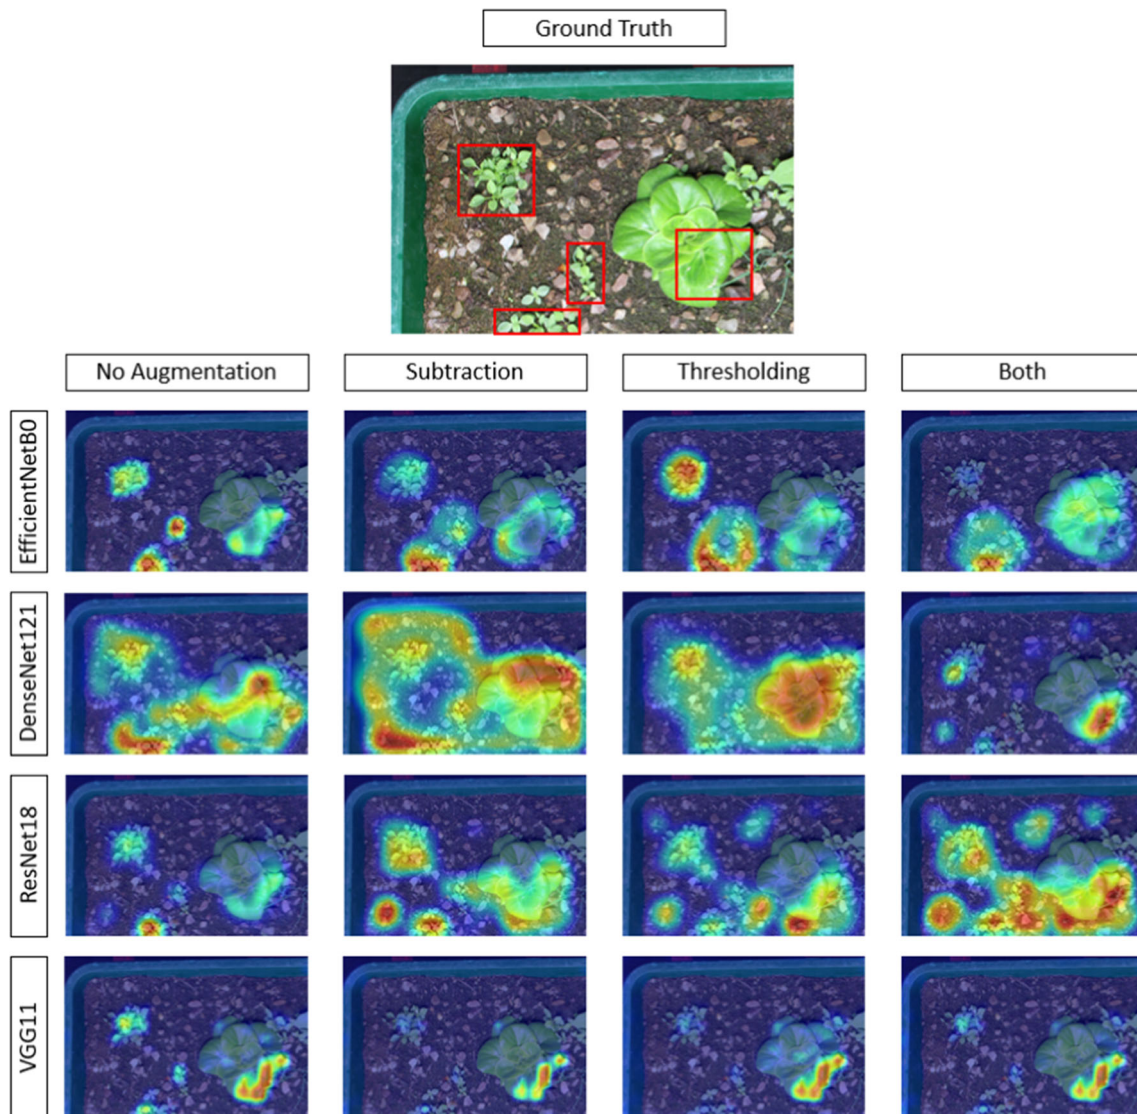 Ground Truth
No Augmentation
Subtraction
Thresholding
Both
EfficientNetB0
DenseNet121
ResNet18
VGG11